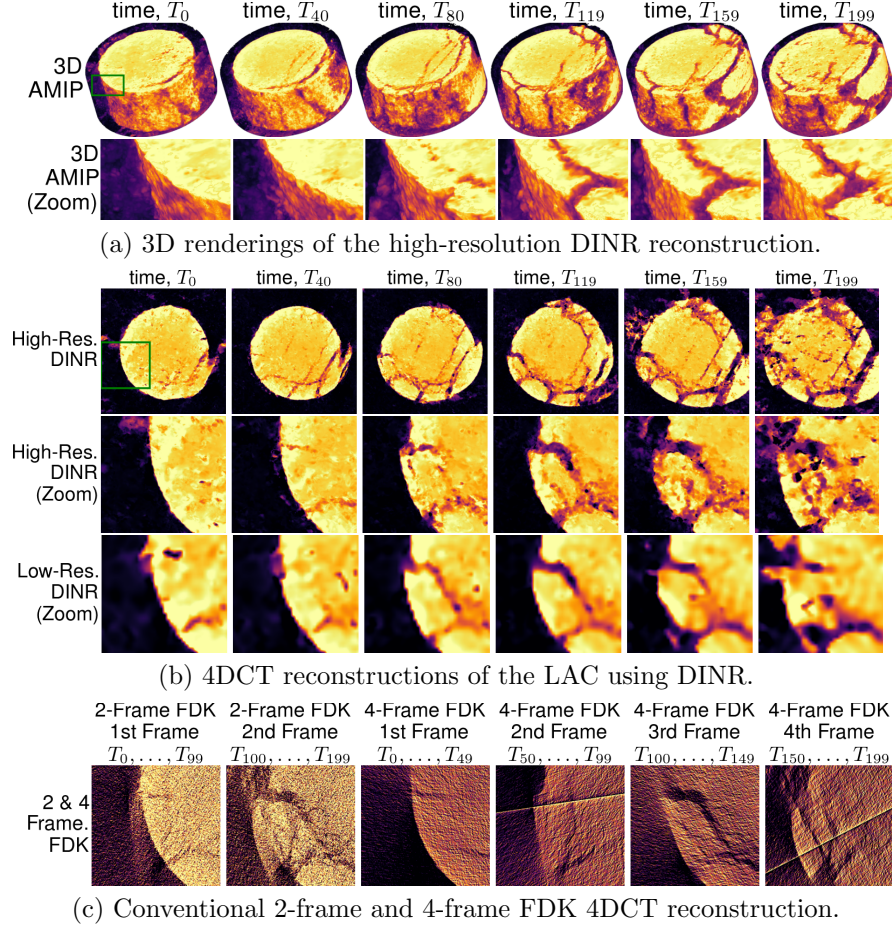 time, T₀ time, T₄₀ time, T₈₀ time, T₁₁₉ time, T₁₅₉ time, T₁₉₉
3D
AMIP
3D
AMIP
(Zoom)
(a) 3D renderings of the high-resolution DINR reconstruction.
time, T₀ time, T₄₀ time, T₈₀ time, T₁₁₉ time, T₁₅₉ time, T₁₉₉
High-Res.
DINR
High-Res.
DINR
(Zoom)
Low-Res.
DINR
(Zoom)
(b) 4DCT reconstructions of the LAC using DINR.
2-Frame FDK 2-Frame FDK 4-Frame FDK 4-Frame FDK 4-Frame FDK 4-Frame FDK
1st Frame 2nd Frame 1st Frame 2nd Frame 3rd Frame 4th Frame
T₀, . . . , T₉₉ T₁₀₀, . . . , T₁₉₉ T₀, . . . , T₄₉ T₅₀, . . . , T₉₉ T₁₀₀, . . . , T₁₄₉ T₁₅₀, . . . , T₁₉₉
2 & 4
Frame.
FDK
(c) Conventional 2-frame and 4-frame FDK 4DCT reconstruction.